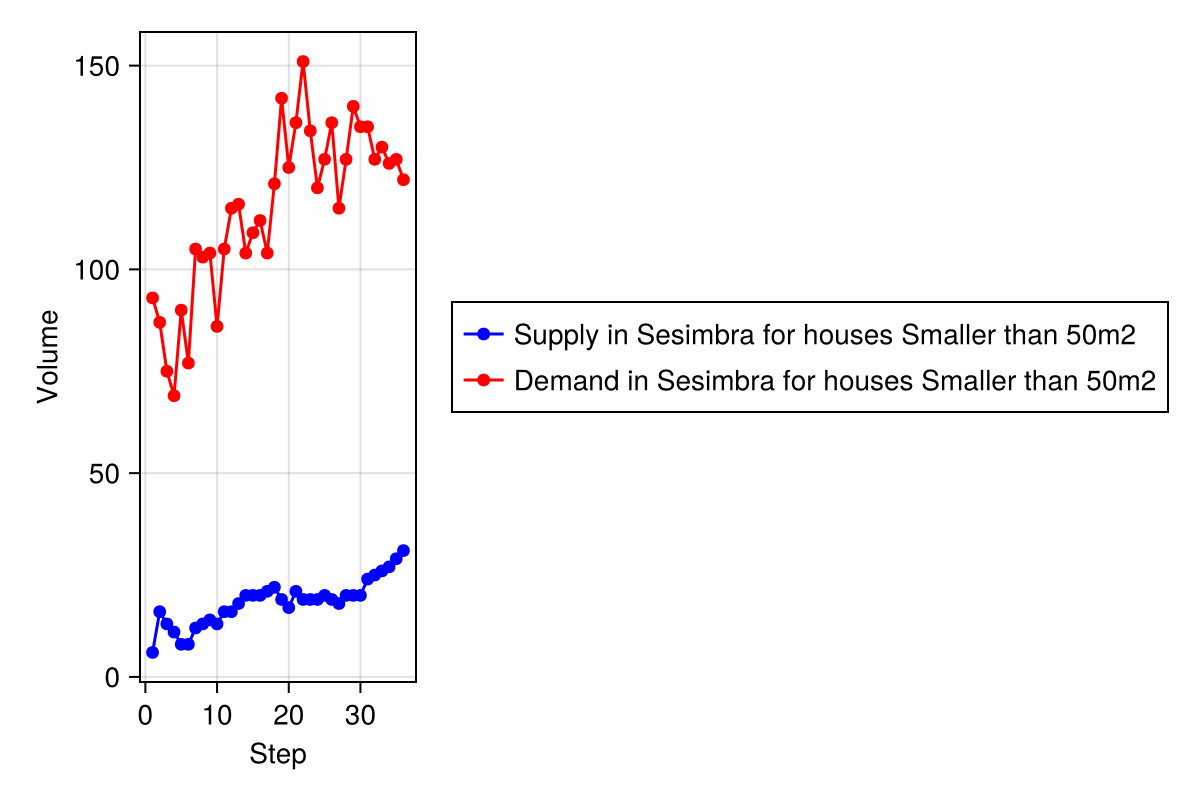 150
100
50
0
Volume
0 10 20 30
Step
Supply in Sesimbra for houses Smaller than 50m2
Demand in Sesimbra for houses Smaller than 50m2